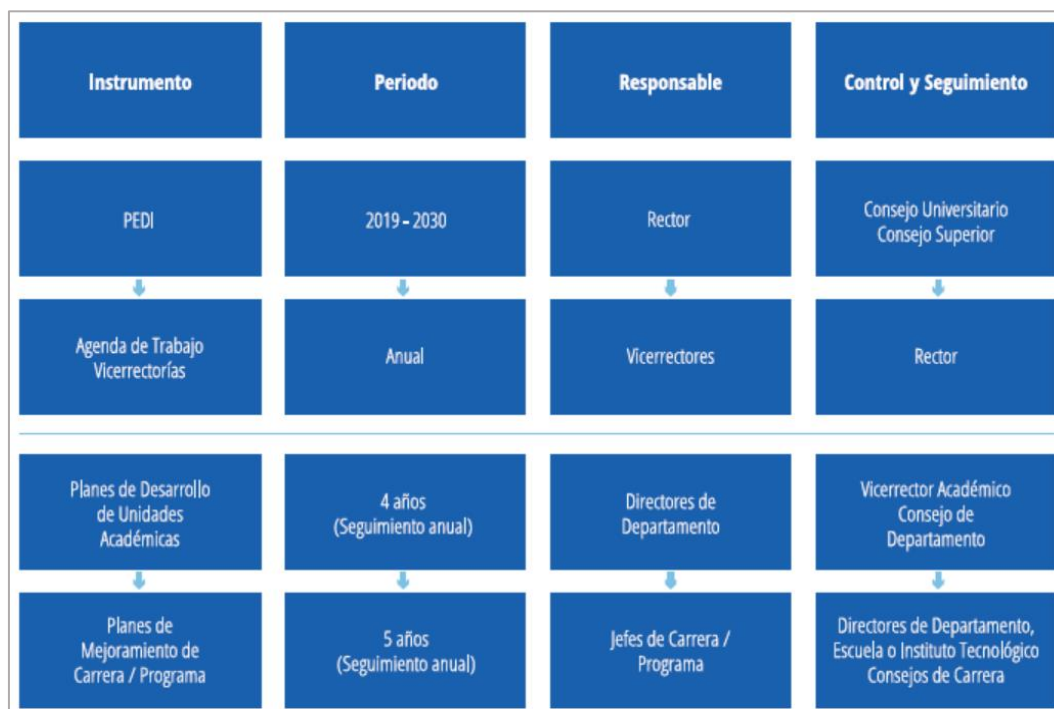 Instrumento
Periodo
Responsable
Control y Seguimiento
PEDI
2019 – 2030
Rector
Consejo Universitario
Consejo Superior
Agenda de Trabajo
Vicerrectorías
Anual
Vicerrectores
Rector
Planes de Desarrollo
de Unidades
Académicas
4 años
(Seguimiento anual)
Directores de
Departamento
Vicerrector Académico
Consejo de
Departamento
Planes de
Mejoramiento de
Carrera / Programa
5 años
(Seguimiento anual)
Jefes de Carrera /
Programa
Directores de Departamento,
Escuela o Instituto Tecnológico
Consejos de Carrera